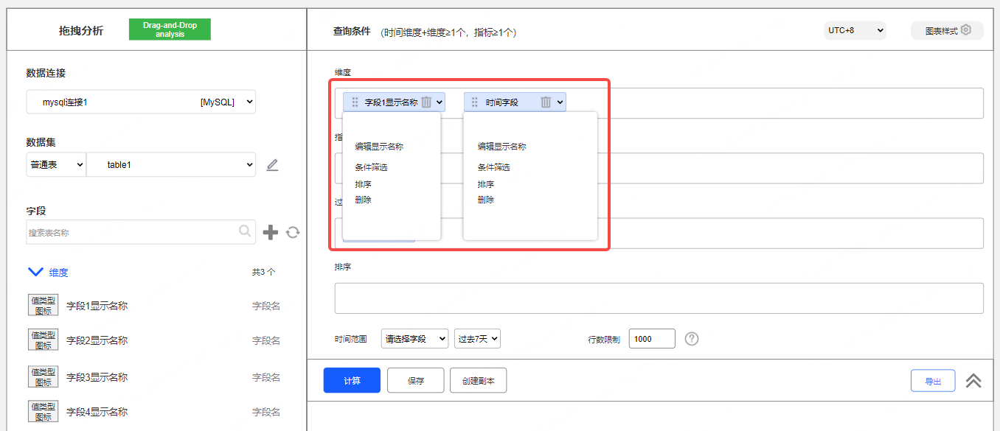 拖拽分析
Drag-and-Drop
analysis
查询条件 (时间维度+维度≥1个，指标≥1个)
UTC+8
图表样式
数据连接
mysql连接1 [MySQL]
数据集
普通表
table1
字段
搜索表名称
维度 共3 个
值类型
图标
字段1显示名称 字段名
值类型
图标
字段2显示名称 字段名
值类型
图标
字段3显示名称 字段名
值类型
图标
字段4显示名称 字段名
维度
字段1显示名称
时间字段
指
编辑显示名称
条件筛选
排序
删除
编辑显示名称
条件筛选
排序
删除
过
排序
时间范围 请选择字段 过去7天 行数限制 1000 ?
计算 保存 创建副本 导出